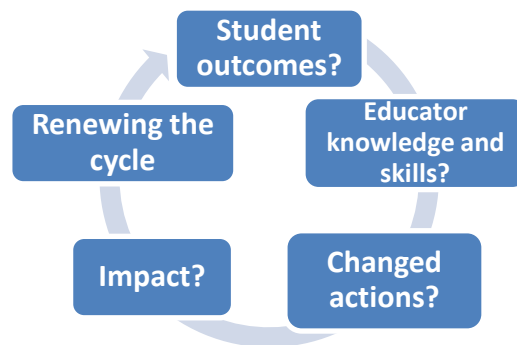 Student
outcomes?
Educator
knowledge and
skills?
Changed
actions?
Impact?
Renewing the
cycle